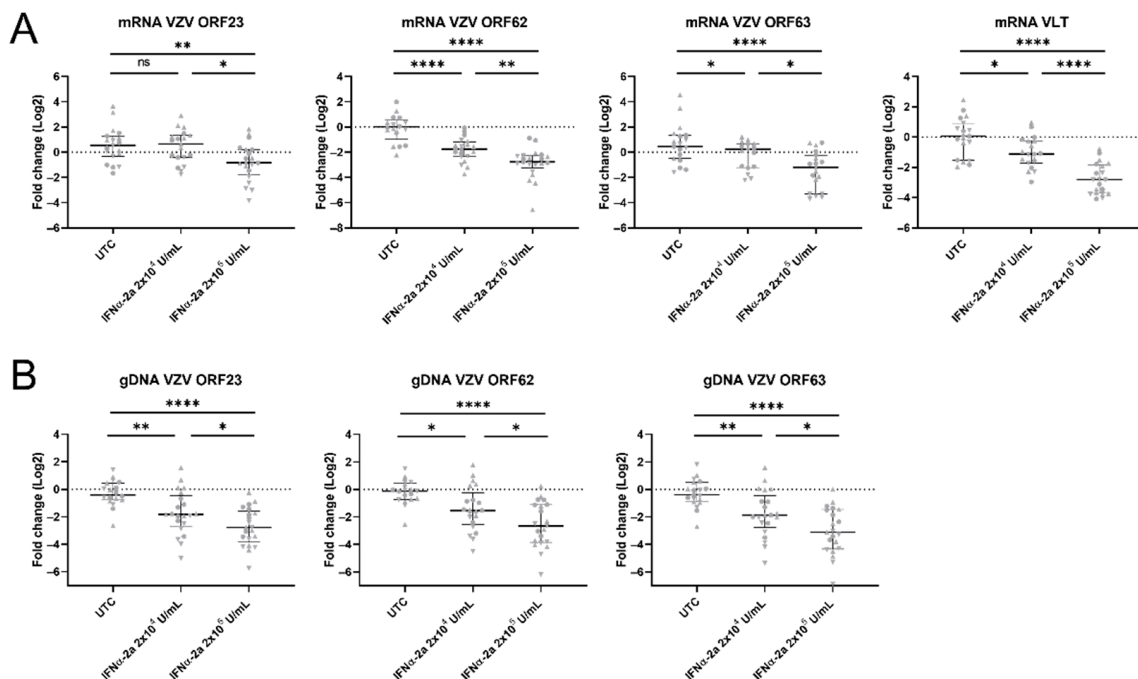 A
mRNA VZV ORF23
**
ns
*
Fold change (Log2)
6
4
2
0
−2
−4
−6
UTC
IFNα-2a 2x10⁴ U/mL
IFNα-2a 2x10⁵ U/mL
mRNA VZV ORF62
****
****
**
Fold change (Log2)
4
2
0
−2
−4
−6
−8
UTC
IFNα-2a 2x10⁴ U/mL
IFNα-2a 2x10⁵ U/mL
mRNA VZV ORF63
****
*
*
Fold change (Log2)
6
4
2
0
−2
−4
−6
UTC
IFNα-2a 2x10⁴ U/mL
IFNα-2a 2x10⁵ U/mL
mRNA VLT
****
*
****
Fold change (Log2)
4
2
0
−2
−4
−6
UTC
IFNα-2a 2x10⁴ U/mL
IFNα-2a 2x10⁵ U/mL
B
gDNA VZV ORF23
****
**
*
Fold change (Log2)
4
2
0
−2
−4
−6
UTC
IFNα-2a 2x10⁴ U/mL
IFNα-2a 2x10⁵ U/mL
gDNA VZV ORF62
****
*
*
Fold change (Log2)
4
2
0
−2
−4
−6
UTC
IFNα-2a 2x10⁴ U/mL
IFNα-2a 2x10⁵ U/mL
gDNA VZV ORF63
****
**
*
Fold change (Log2)
4
2
0
−2
−4
−6
UTC
IFNα-2a 2x10⁴ U/mL
IFNα-2a 2x10⁵ U/mL